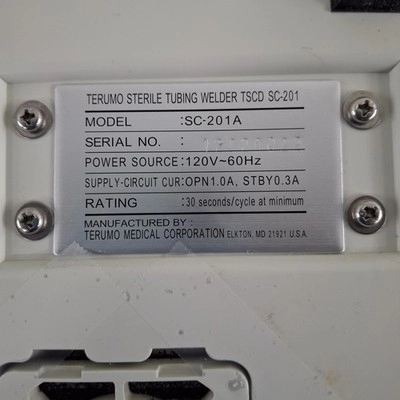 TERUMO STERILE TUBING WELDER TSCD SC-201
MODEL :SC-201A
SERIAL NO. :
POWER SOURCE :120V~60Hz
SUPPLY-CIRCUIT CUR:OPN1.0A, STBY0.3A
RATING :30 seconds/cycle at minimum
MANUFACTURED BY :
TERUMO MEDICAL CORPORATION ELKTON, MD 21921 U.S.A.